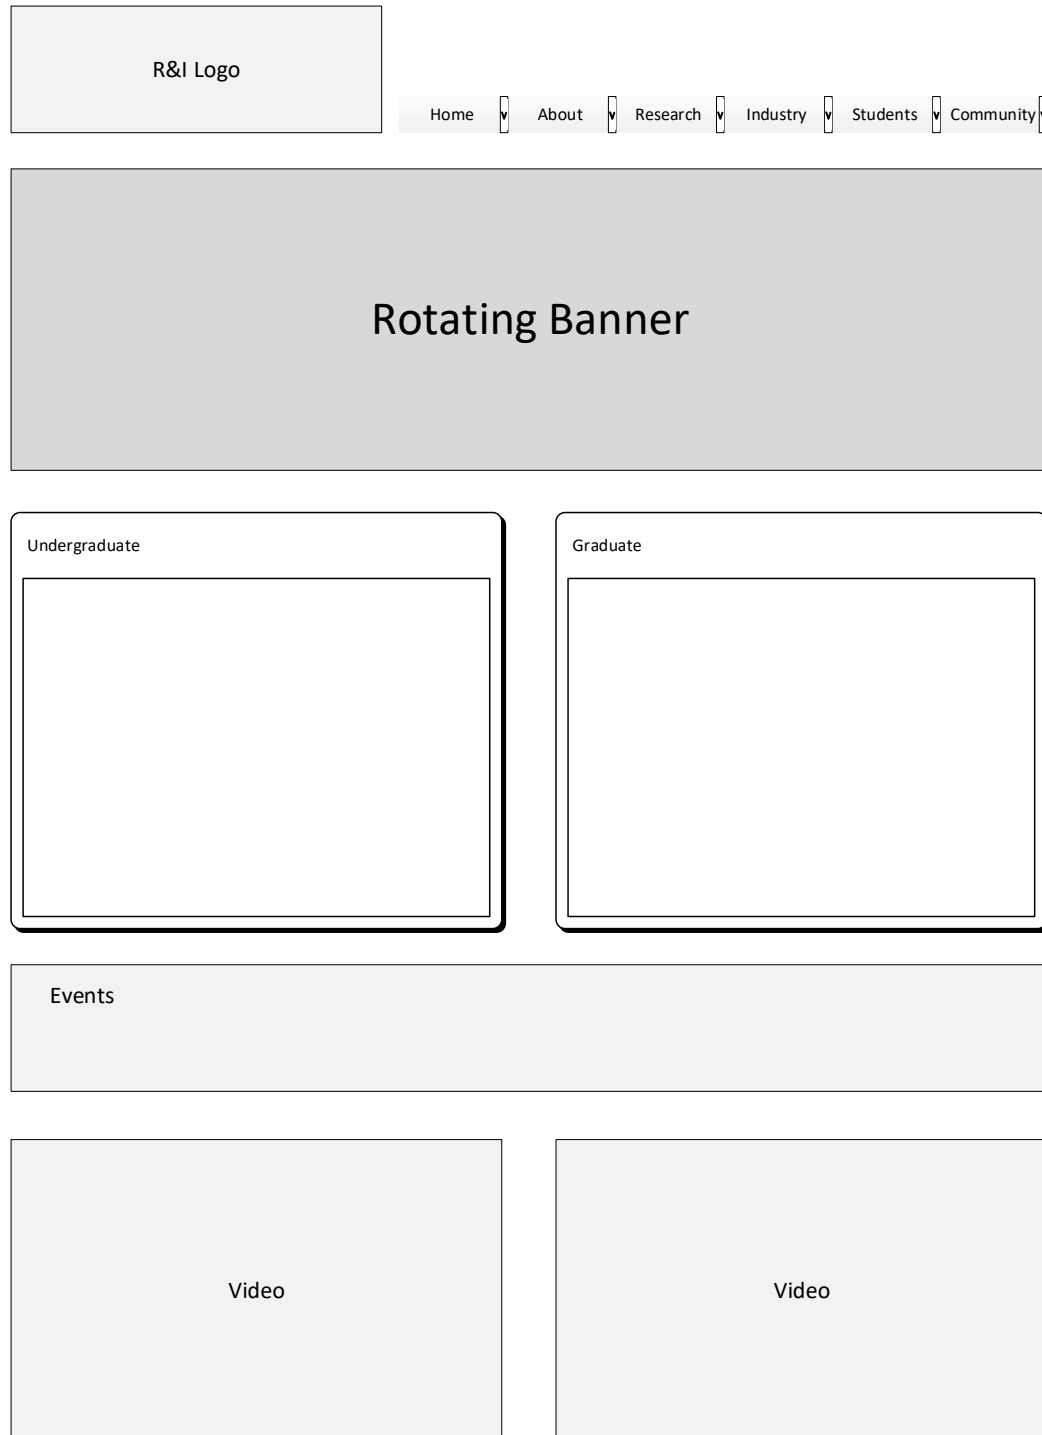 R&I Logo
Home v About v Research v Industry v Students v Community v
Rotating Banner
Undergraduate
Graduate
Events
Video
Video